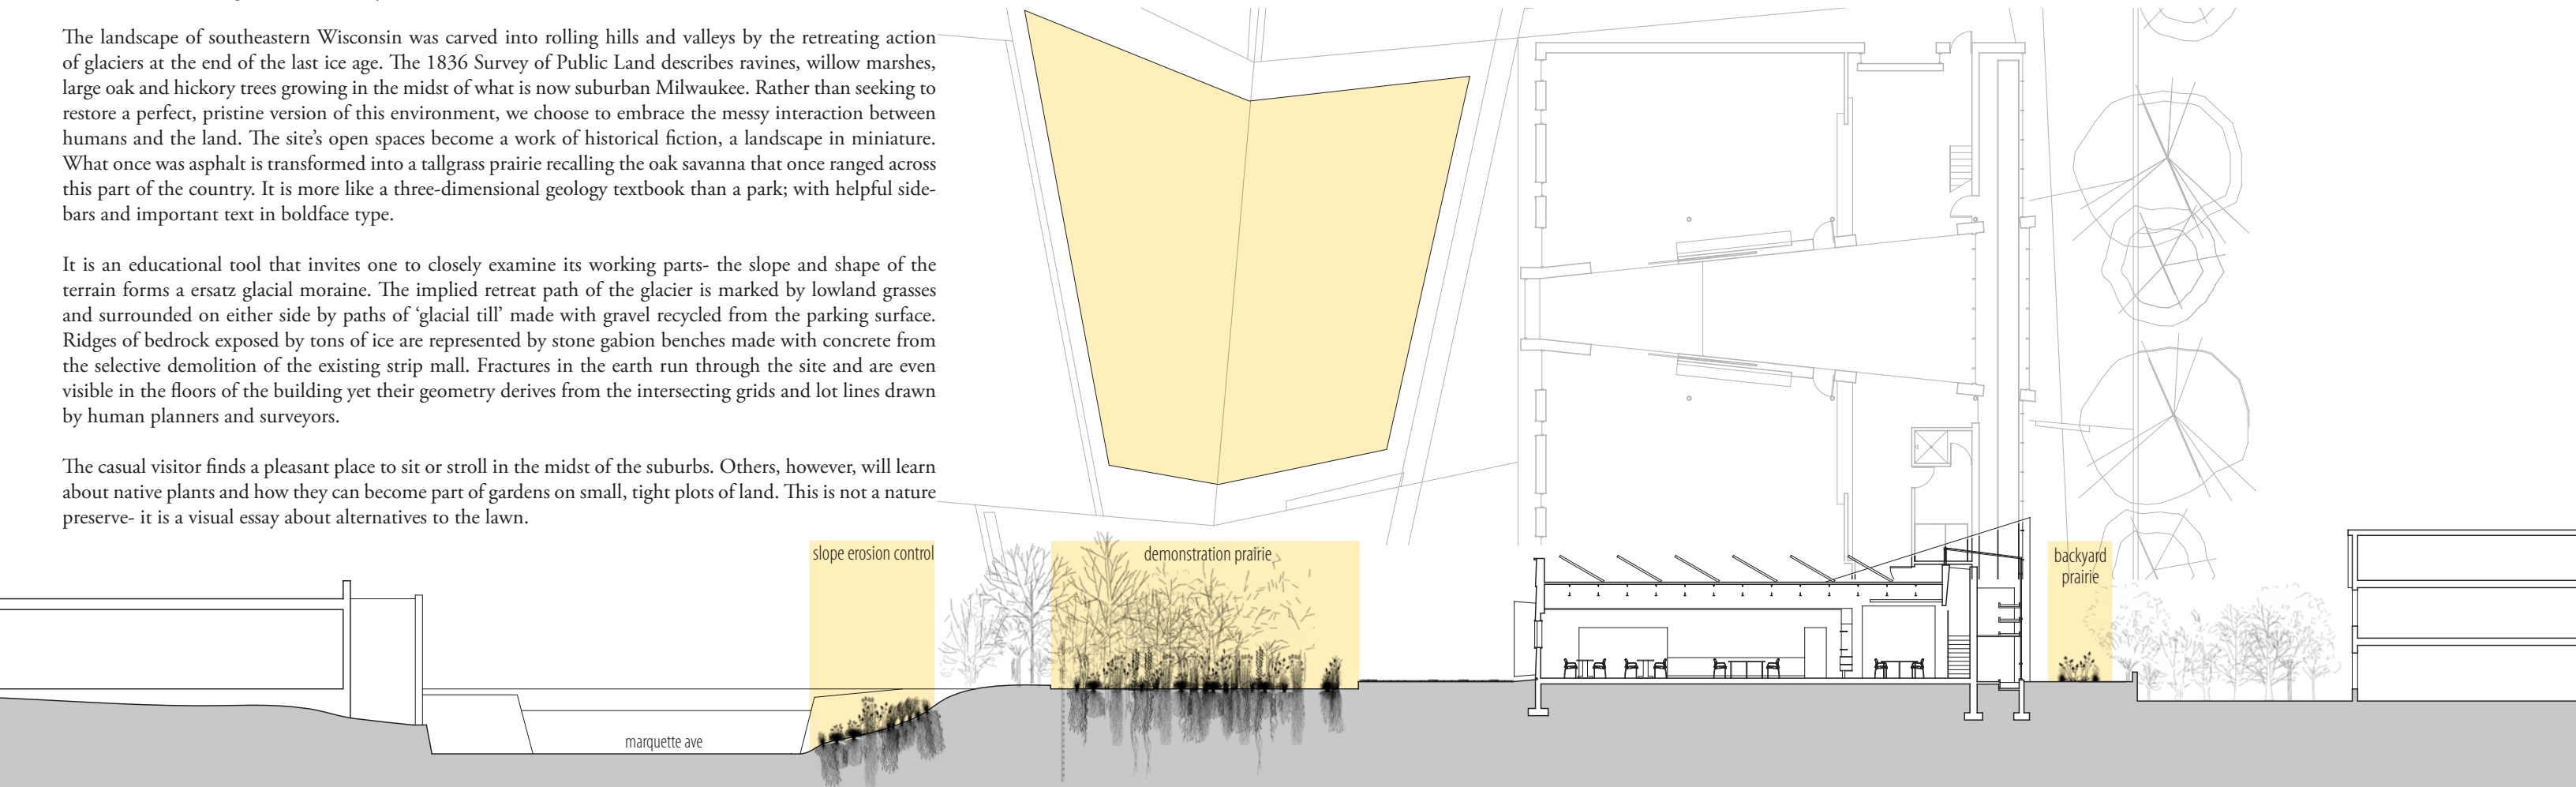 The landscape of southeastern Wisconsin was carved into rolling hills and valleys by the retreating action
of glaciers at the end of the last ice age. The 1836 Survey of Public Land describes ravines, willow marshes,
large oak and hickory trees growing in the midst of what is now suburban Milwaukee. Rather than seeking to
restore a perfect, pristine version of this environment, we choose to embrace the messy interaction between
humans and the land. The site's open spaces become a work of historical fiction, a landscape in miniature.
What once was asphalt is transformed into a tallgrass prairie recalling the oak savanna that once ranged across
this part of the country. It is more like a three-dimensional geology textbook than a park; with helpful side-
bars and important text in boldface type.
It is an educational tool that invites one to closely examine its working parts- the slope and shape of the
terrain forms a ersatz glacial moraine. The implied retreat path of the glacier is marked by lowland grasses
and surrounded on either side by paths of 'glacial till' made with gravel recycled from the parking surface.
Ridges of bedrock exposed by tons of ice are represented by stone gabion benches made with concrete from
the selective demolition of the existing strip mall. Fractures in the earth run through the site and are even
visible in the floors of the building yet their geometry derives from the intersecting grids and lot lines drawn
by human planners and surveyors.
The casual visitor finds a pleasant place to sit or stroll in the midst of the suburbs. Others, however, will learn
about native plants and how they can become part of gardens on small, tight plots of land. This is not a nature
preserve- it is a visual essay about alternatives to the lawn.
slope erosion control
demonstration prairie
backyard
prairie
marquette ave